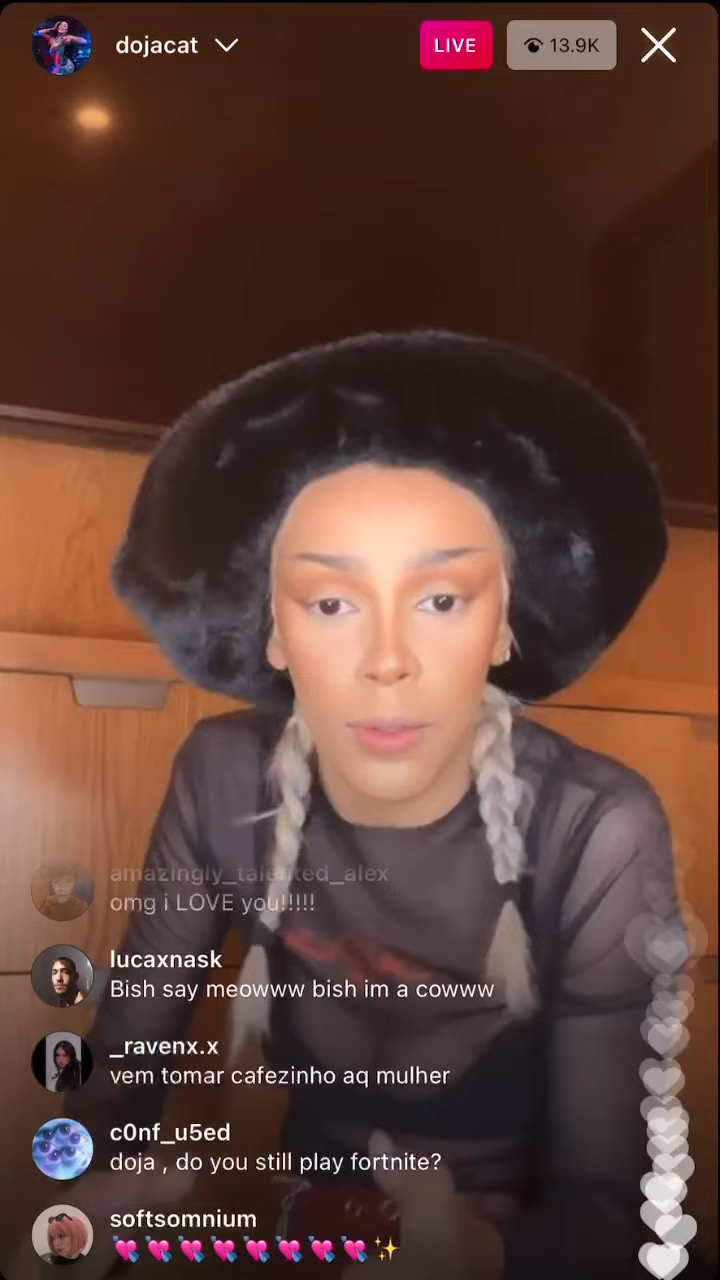 dojacat
LIVE
13.9K
amazingly_talented_alex
omg i LOVE you!!!!!
lucaxnask
Bish say meowww bish im a cowww
_ravenx.x
vem tomar cafezinho aq mulher
c0nf_u5ed
doja , do you still play fortnite?
softsomnium
💘 💘 💘 💘 💘 💘 💘 💘 ✨